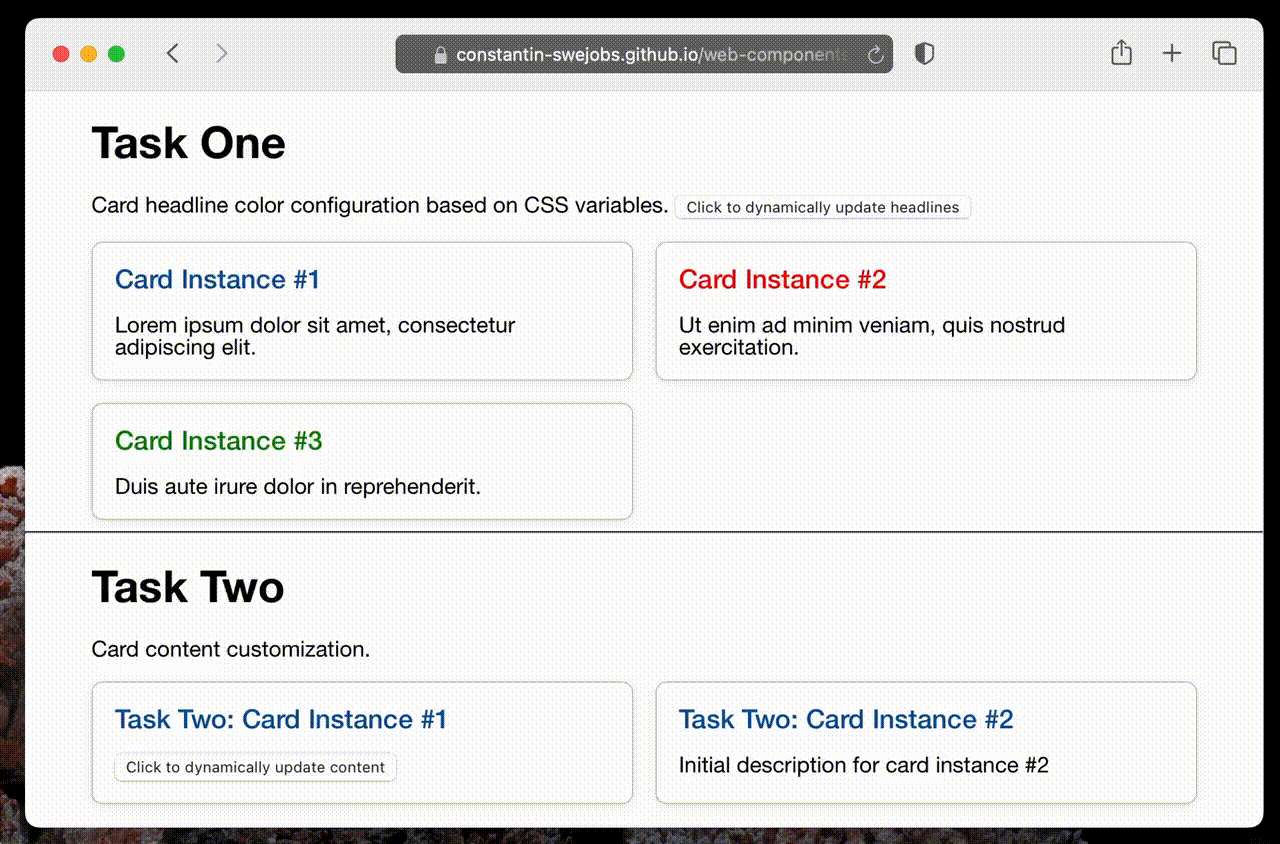 constantin-swejobs.github.io/web-components
Task One
Card headline color configuration based on CSS variables. Click to dynamically update headlines
Card Instance #1
Lorem ipsum dolor sit amet, consectetur
adipiscing elit.
Card Instance #2
Ut enim ad minim veniam, quis nostrud
exercitation.
Card Instance #3
Duis aute irure dolor in reprehenderit.
Task Two
Card content customization.
Task Two: Card Instance #1
Click to dynamically update content
Task Two: Card Instance #2
Initial description for card instance #2